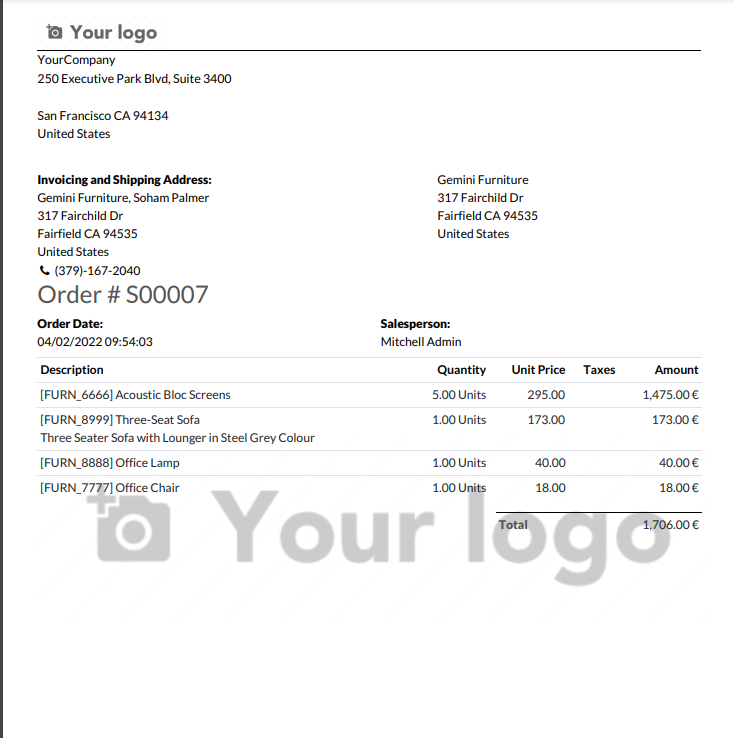 Your logo
YourCompany
250 Executive Park Blvd, Suite 3400
San Francisco CA 94134
United States
Invoicing and Shipping Address:
Gemini Furniture, Soham Palmer
317 Fairchild Dr
Fairfield CA 94535
United States
(379)-167-2040
Gemini Furniture
317 Fairchild Dr
Fairfield CA 94535
United States
Order # S00007
Order Date: Salesperson:
04/02/2022 09:54:03 Mitchell Admin
Description Quantity Unit Price Taxes Amount
[FURN_6666] Acoustic Bloc Screens 5.00 Units 295.00 1,475.00 €
[FURN_8999] Three-Seat Sofa 1.00 Units 173.00 173.00 €
Three Seater Sofa with Lounger in Steel Grey Colour
[FURN_8888] Office Lamp 1.00 Units 40.00 40.00 €
[FURN_7777] Office Chair 1.00 Units 18.00 18.00 €
Total 1,706.00 €
Your logo